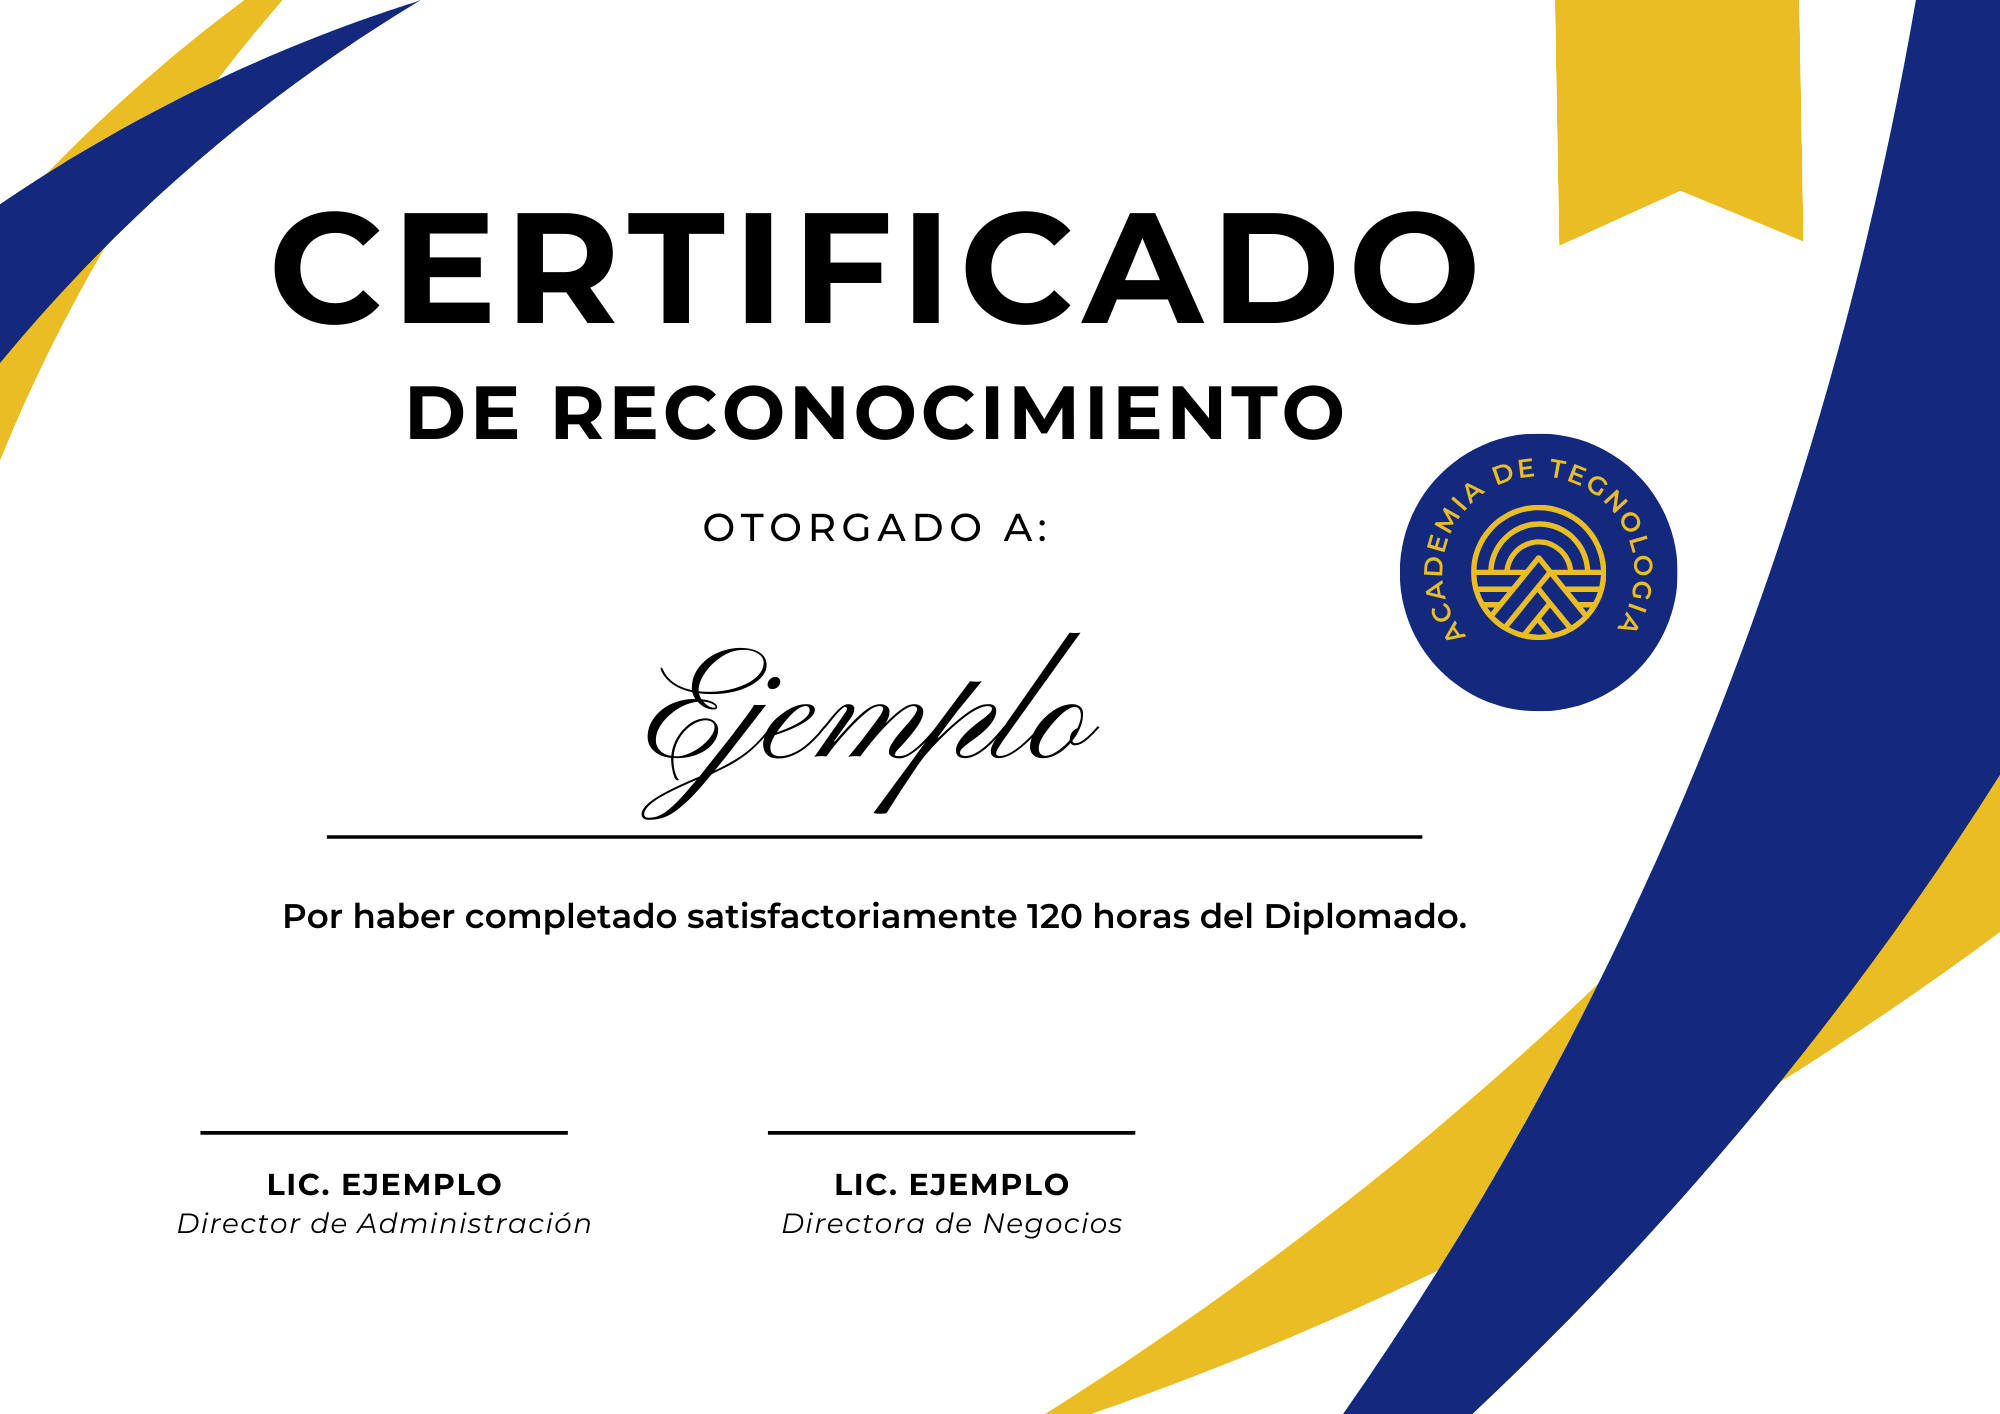 CERTIFICADO
DE RECONOCIMIENTO
OTORGADO A:
ACADEMIA DE TEGNOLOGIA
Ejemplo
Por haber completado satisfactoriamente 120 horas del Diplomado.
LIC. EJEMPLO
Director de Administración
LIC. EJEMPLO
Directora de Negocios